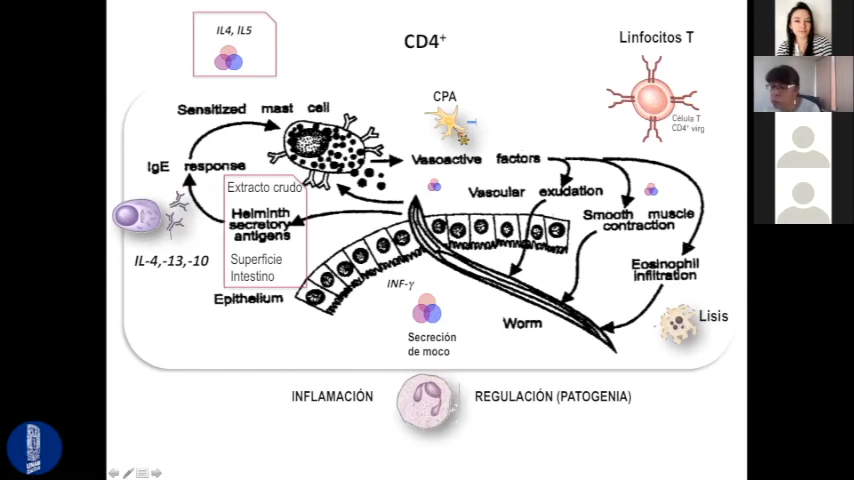 IL4, IL5
CD4+
Linfocitos T
CPA
Célula T
CD4+ virg
Sensitized mast cell
IgE response
Vasoactive factors
Extracto crudo
Vascular exudation
Helminth
secretory
antigens
Smooth muscle
contraction
IL-4,-13,-10
Superficie
Intestino
Eosinophil
infiltration
INF-γ
Epithelium
Worm
Lisis
Secreción
de moco
INFLAMACIÓN
REGULACIÓN (PATOGENIA)
UNAM